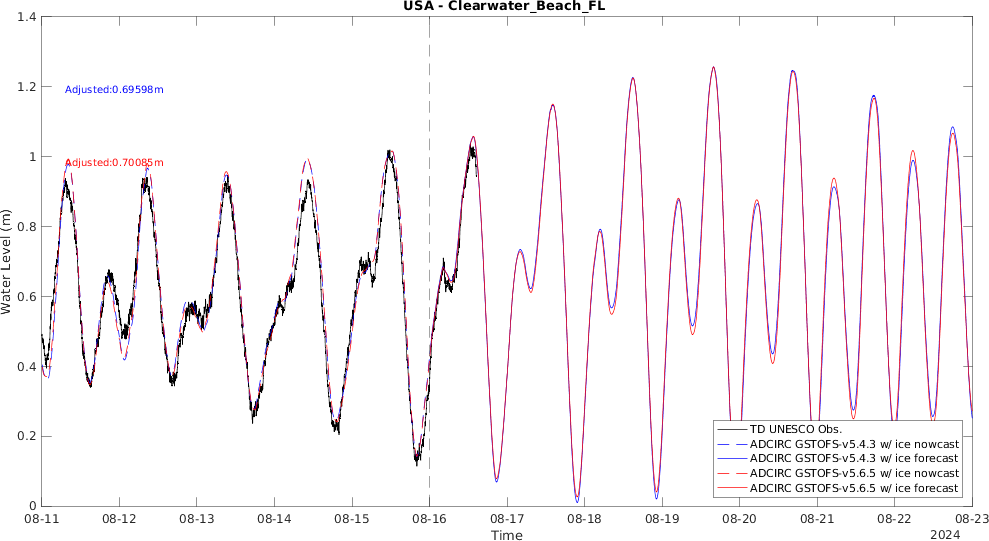 USA - Clearwater_Beach_FL
1.4
1.2
1
0.8
0.6
0.4
0.2
0
Water Level (m)
Adjusted:0.69598m
Adjusted:0.70085m
TD UNESCO Obs.
ADCIRC GSTOFS-v5.4.3 w/ ice nowcast
ADCIRC GSTOFS-v5.4.3 w/ ice forecast
ADCIRC GSTOFS-v5.6.5 w/ ice nowcast
ADCIRC GSTOFS-v5.6.5 w/ ice forecast
08-11 08-12 08-13 08-14 08-15 08-16 08-17 08-18 08-19 08-20 08-21 08-22 08-23
Time
2024